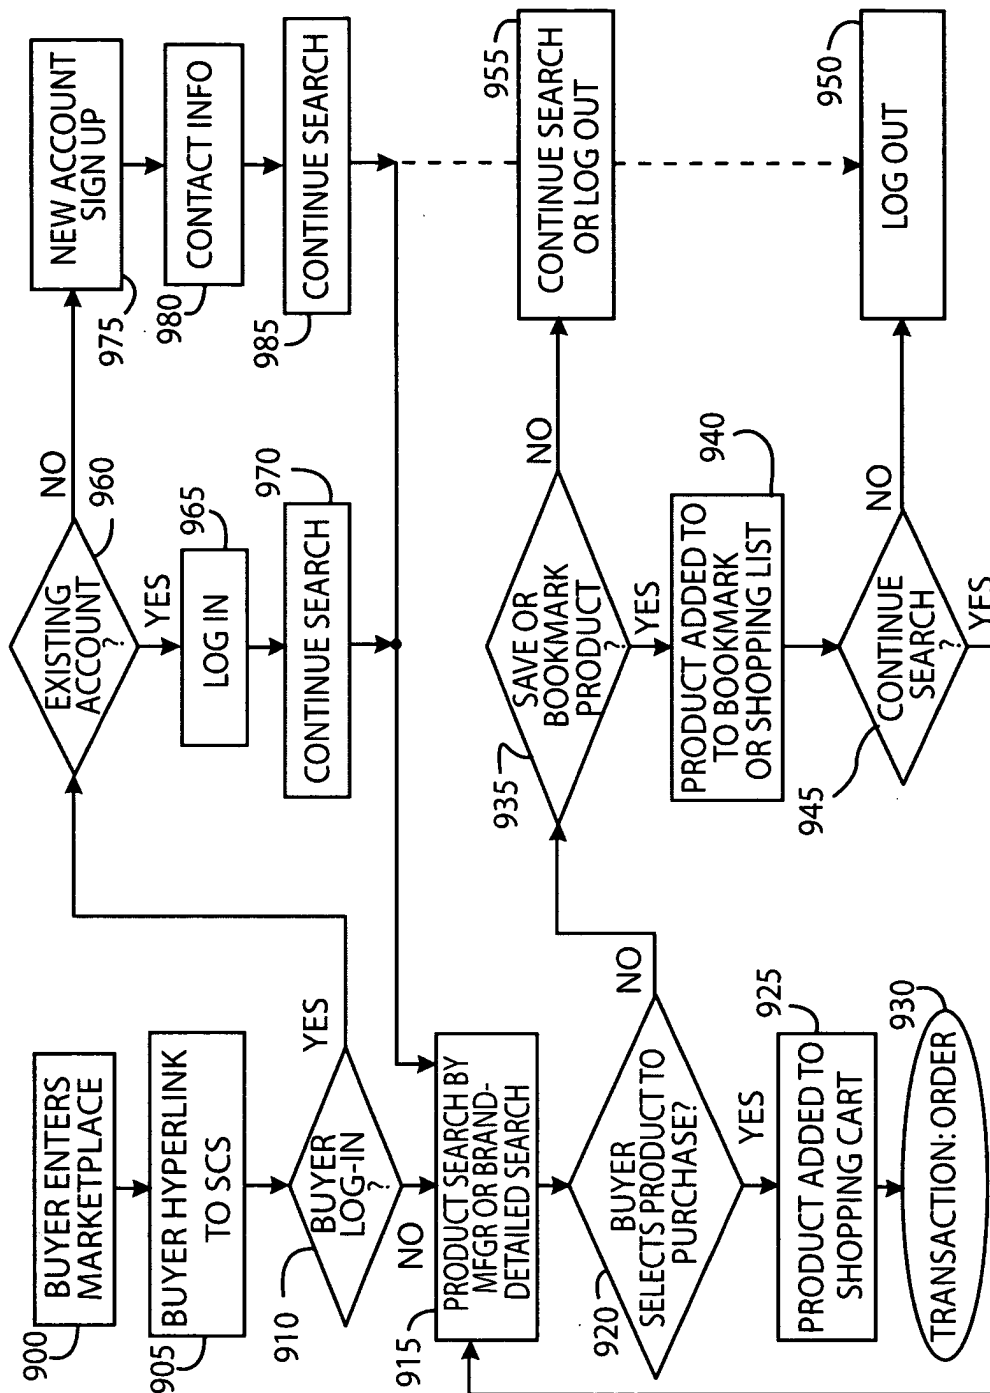 900
BUYER ENTERS
MARKETPLACE
905
BUYER HYPERLINK
TO SCS
910
BUYER
LOG-IN
?
YES
NO
915
PRODUCT SEARCH BY
MFGR OR BRAND-
DETAILED SEARCH
920
BUYER
SELECTS PRODUCT TO
PURCHASE?
NO
YES
925
PRODUCT ADDED TO
SHOPPING CART
930
TRANSACTION: ORDER
EXISTING
ACCOUNT
?
960
NO
YES
965
LOG IN
970
CONTINUE SEARCH
935
SAVE OR
BOOKMARK
PRODUCT
?
NO
YES
940
PRODUCT ADDED TO
TO BOOKMARK
OR SHOPPING LIST
945
CONTINUE
SEARCH
?
NO
YES
NEW ACCOUNT
SIGN UP
975
CONTACT INFO
980
CONTINUE SEARCH
985
955
CONTINUE SEARCH
OR LOG OUT
950
LOG OUT